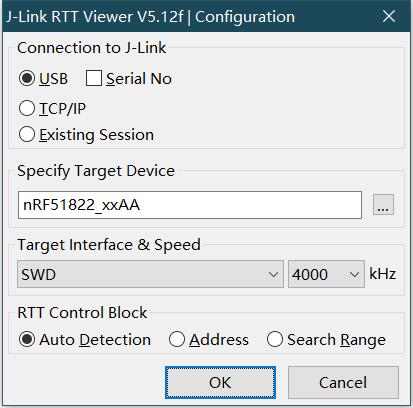 J-Link RTT Viewer V5.12f | Configuration
Connection to J-Link
USB Serial No
TCP/IP
Existing Session
Specify Target Device
nRF51822_xxAA ...
Target Interface & Speed
SWD 4000 kHz
RTT Control Block
Auto Detection Address Search Range
OK Cancel